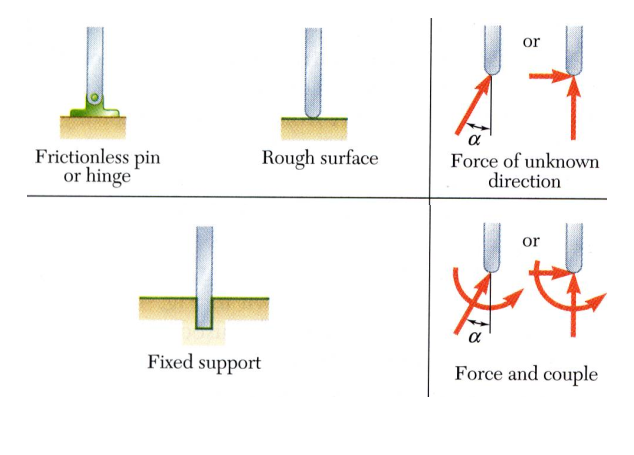 or
α
Frictionless pin
or hinge
Rough surface
Force of unknown
direction
or
α
Fixed support
Force and couple